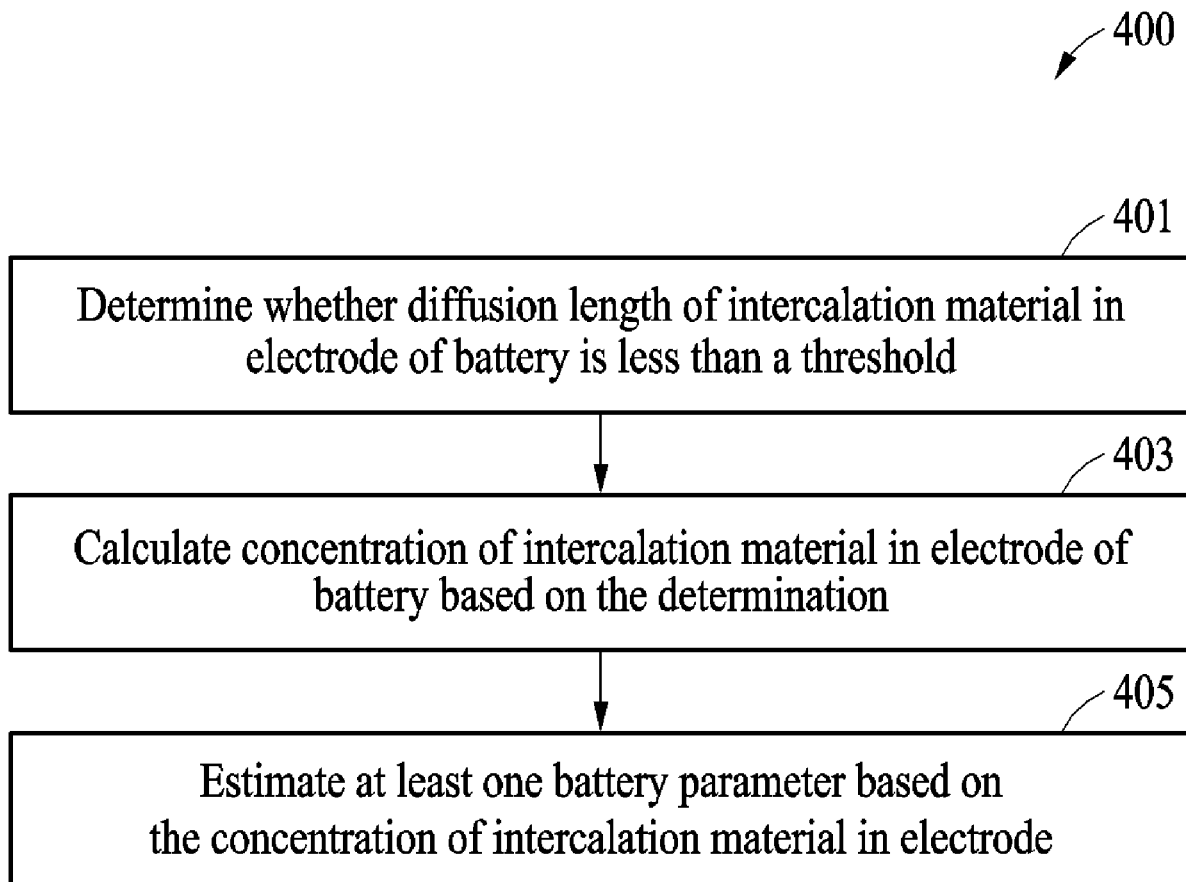 400
401
Determine whether diffusion length of intercalation material in
electrode of battery is less than a threshold
403
Calculate concentration of intercalation material in electrode of
battery based on the determination
405
Estimate at least one battery parameter based on
the concentration of intercalation material in electrode